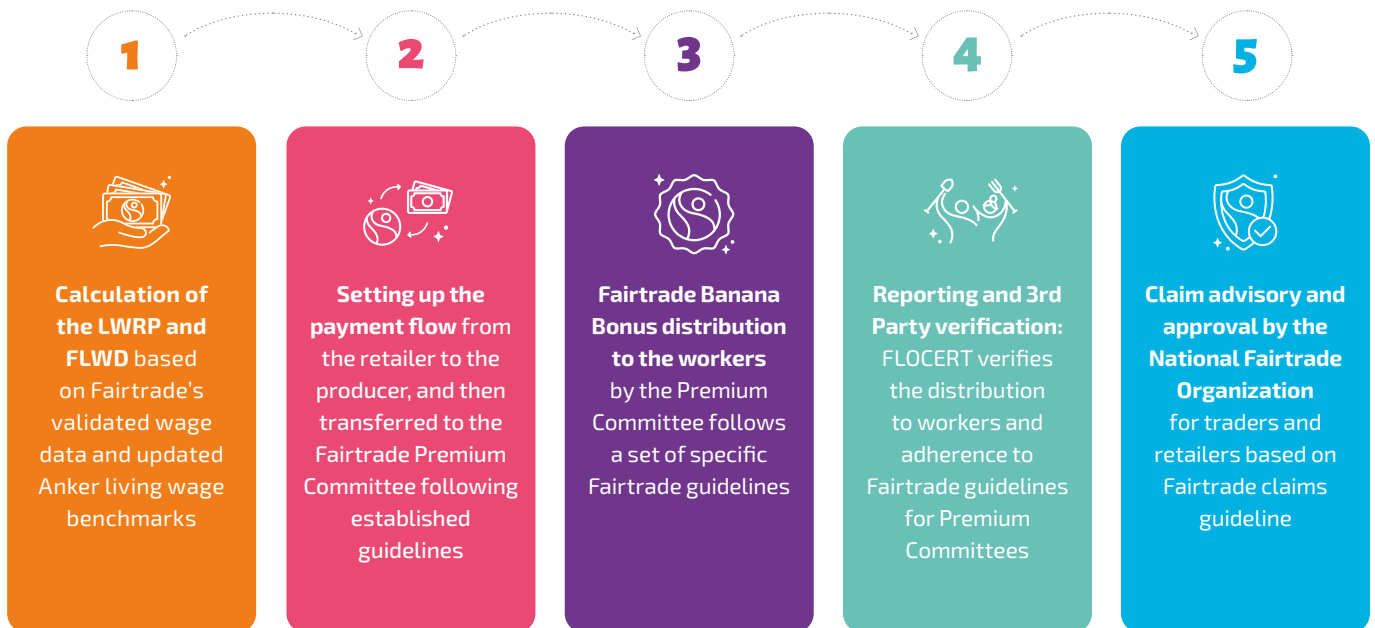 1
2
3
4
5
Calculation of
the LWRP and
FLWD based
on Fairtrade's
validated wage
data and updated
Anker living wage
benchmarks
Setting up the
payment flow from
the retailer to the
producer, and then
transferred to the
Fairtrade Premium
Committee following
established
guidelines
Fairtrade Banana
Bonus distribution
to the workers
by the Premium
Committee follows
a set of specific
Fairtrade guidelines
Reporting and 3rd
Party verification:
FLOCERT verifies
the distribution
to workers and
adherence to
Fairtrade guidelines
for Premium
Committees
Claim advisory and
approval by the
National Fairtrade
Organization
for traders and
retailers based on
Fairtrade claims
guideline